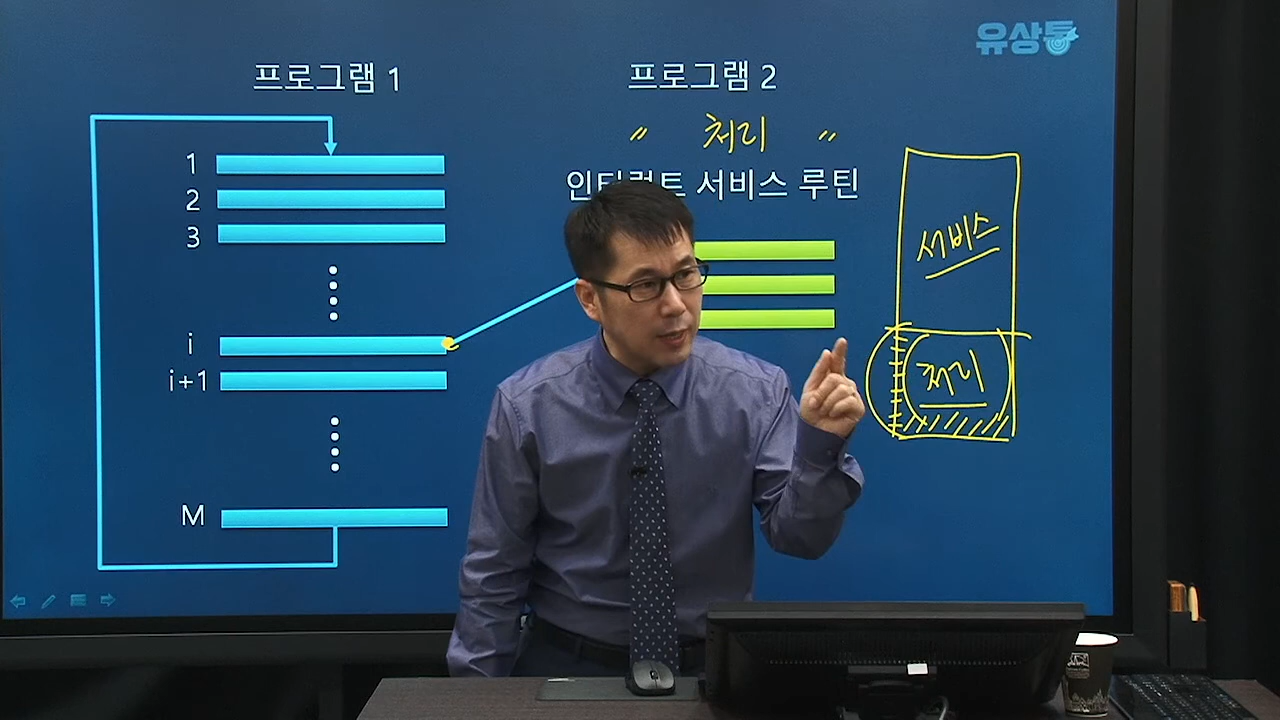 유상통
프로그램 1
프로그램 2
〃 처리 〃
인터럽트 서비스 루틴
1
2
3
i
i+1
M
서비스
처리